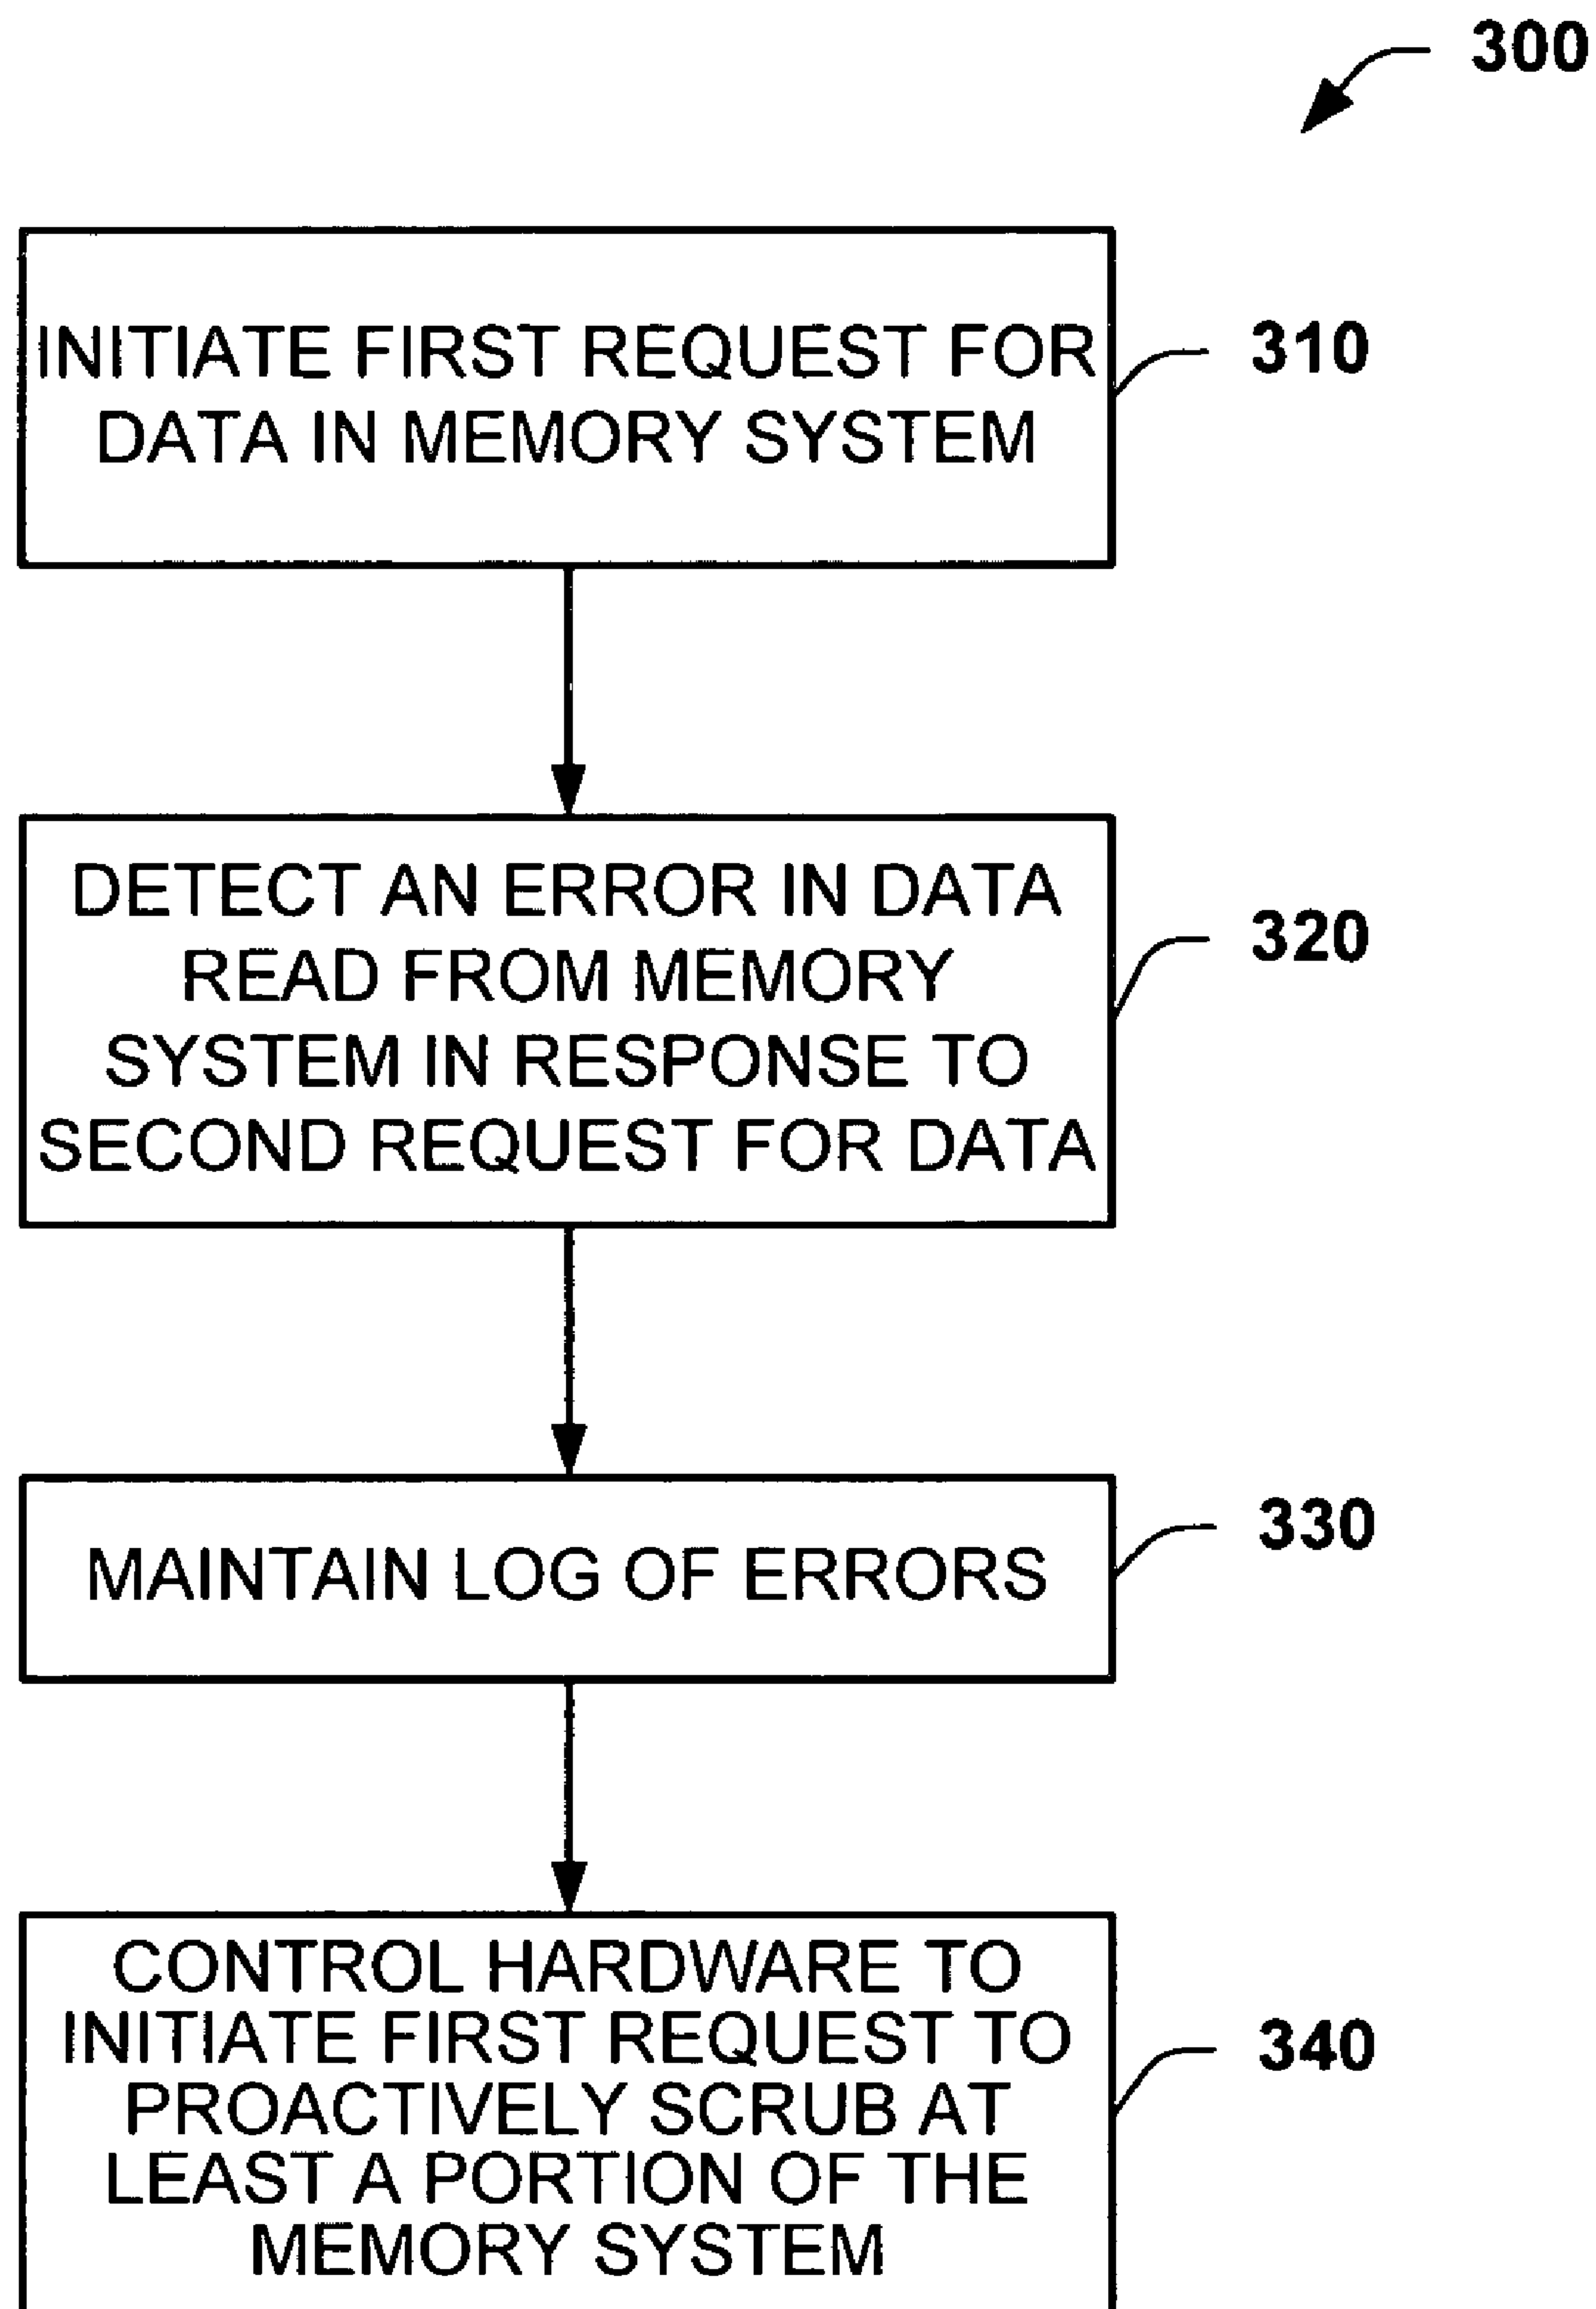 300
INITIATE FIRST REQUEST FOR
DATA IN MEMORY SYSTEM
310
DETECT AN ERROR IN DATA
READ FROM MEMORY
SYSTEM IN RESPONSE TO
SECOND REQUEST FOR DATA
320
MAINTAIN LOG OF ERRORS
330
CONTROL HARDWARE TO
INITIATE FIRST REQUEST TO
PROACTIVELY SCRUB AT
LEAST A PORTION OF THE
MEMORY SYSTEM
340